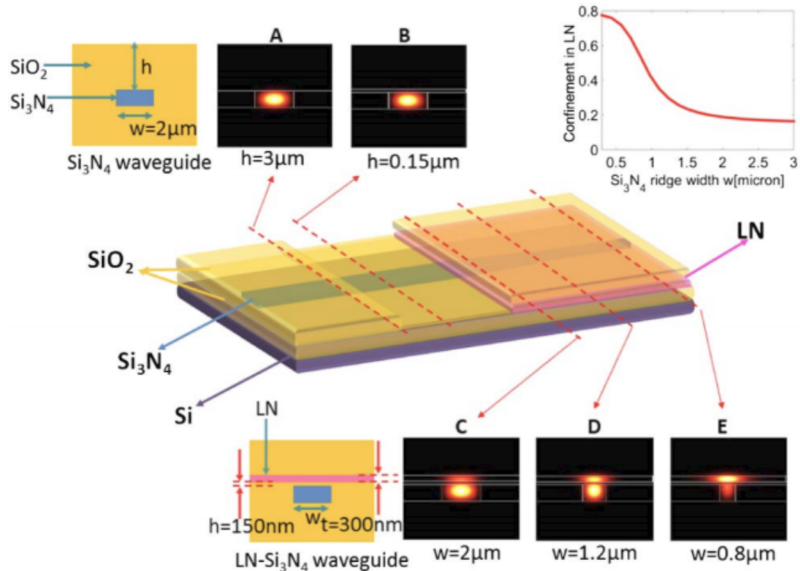 A
B
SiO₂
h
Si₃N₄
w=2μm
Si₃N₄ waveguide
h=3μm
h=0.15μm
Confinement in LN
0.8
0.6
0.4
0.2
0
0.5
1
1.5
2
2.5
3
Si₃N₄ ridge width w[micron]
LN
SiO₂
Si₃N₄
Si
LN
C
D
E
h=150nm
w
t=300nm
LN-Si₃N₄ waveguide
w=2μm
w=1.2μm
w=0.8μm